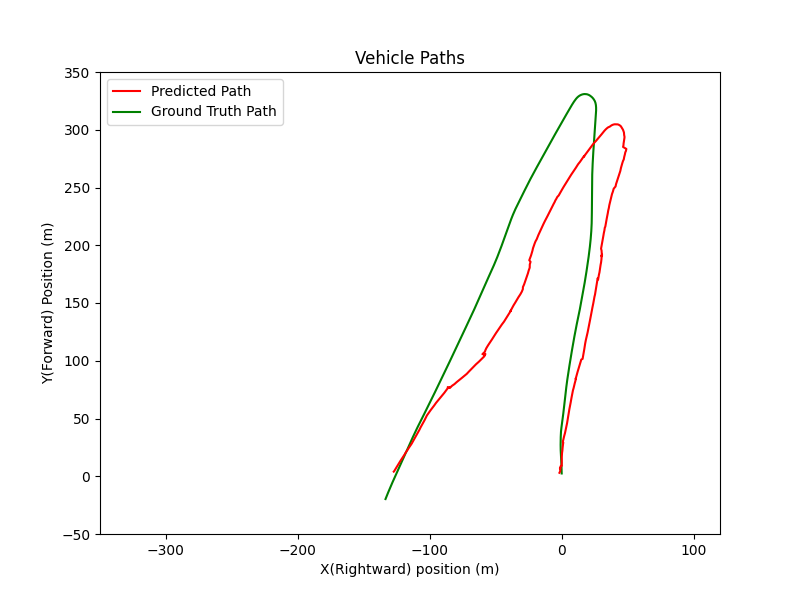 Vehicle Paths
Predicted Path
Ground Truth Path
350
300
250
200
150
100
50
0
−50
Y(Forward) Position (m)
−300
−200
−100
0
100
X(Rightward) position (m)